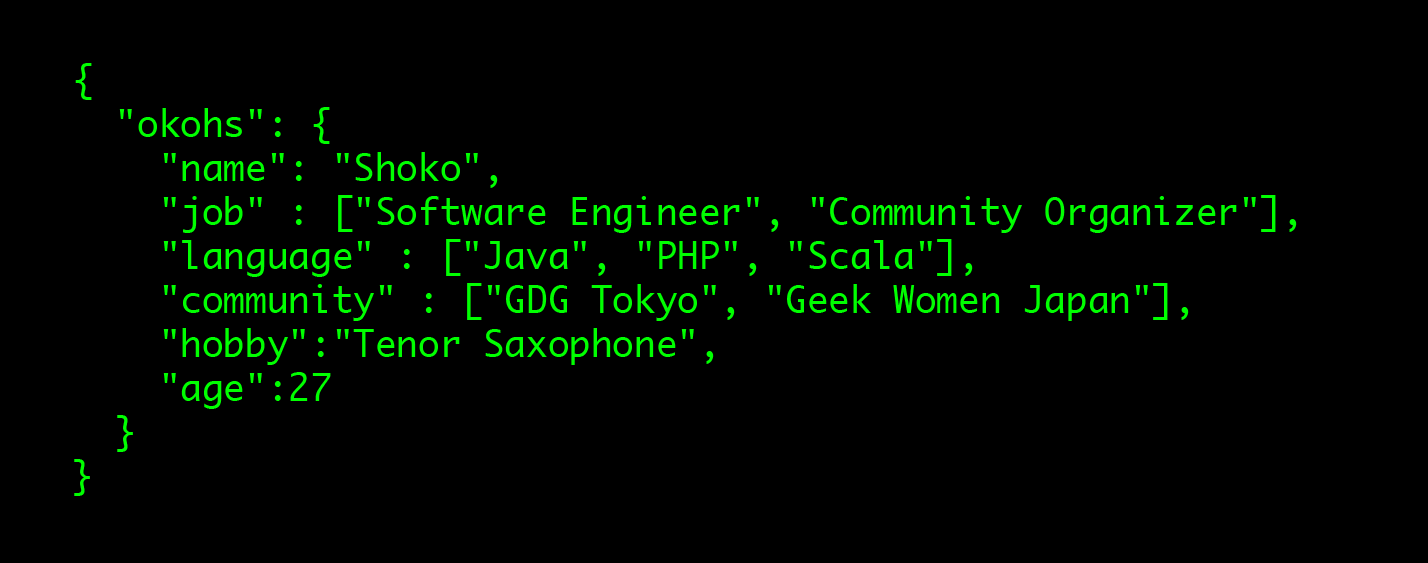 {
  "okohs": {
    "name": "Shoko",
    "job" : ["Software Engineer", "Community Organizer"],
    "language" : ["Java", "PHP", "Scala"],
    "community" : ["GDG Tokyo", "Geek Women Japan"],
    "hobby":"Tenor Saxophone",
    "age":27
  }
}